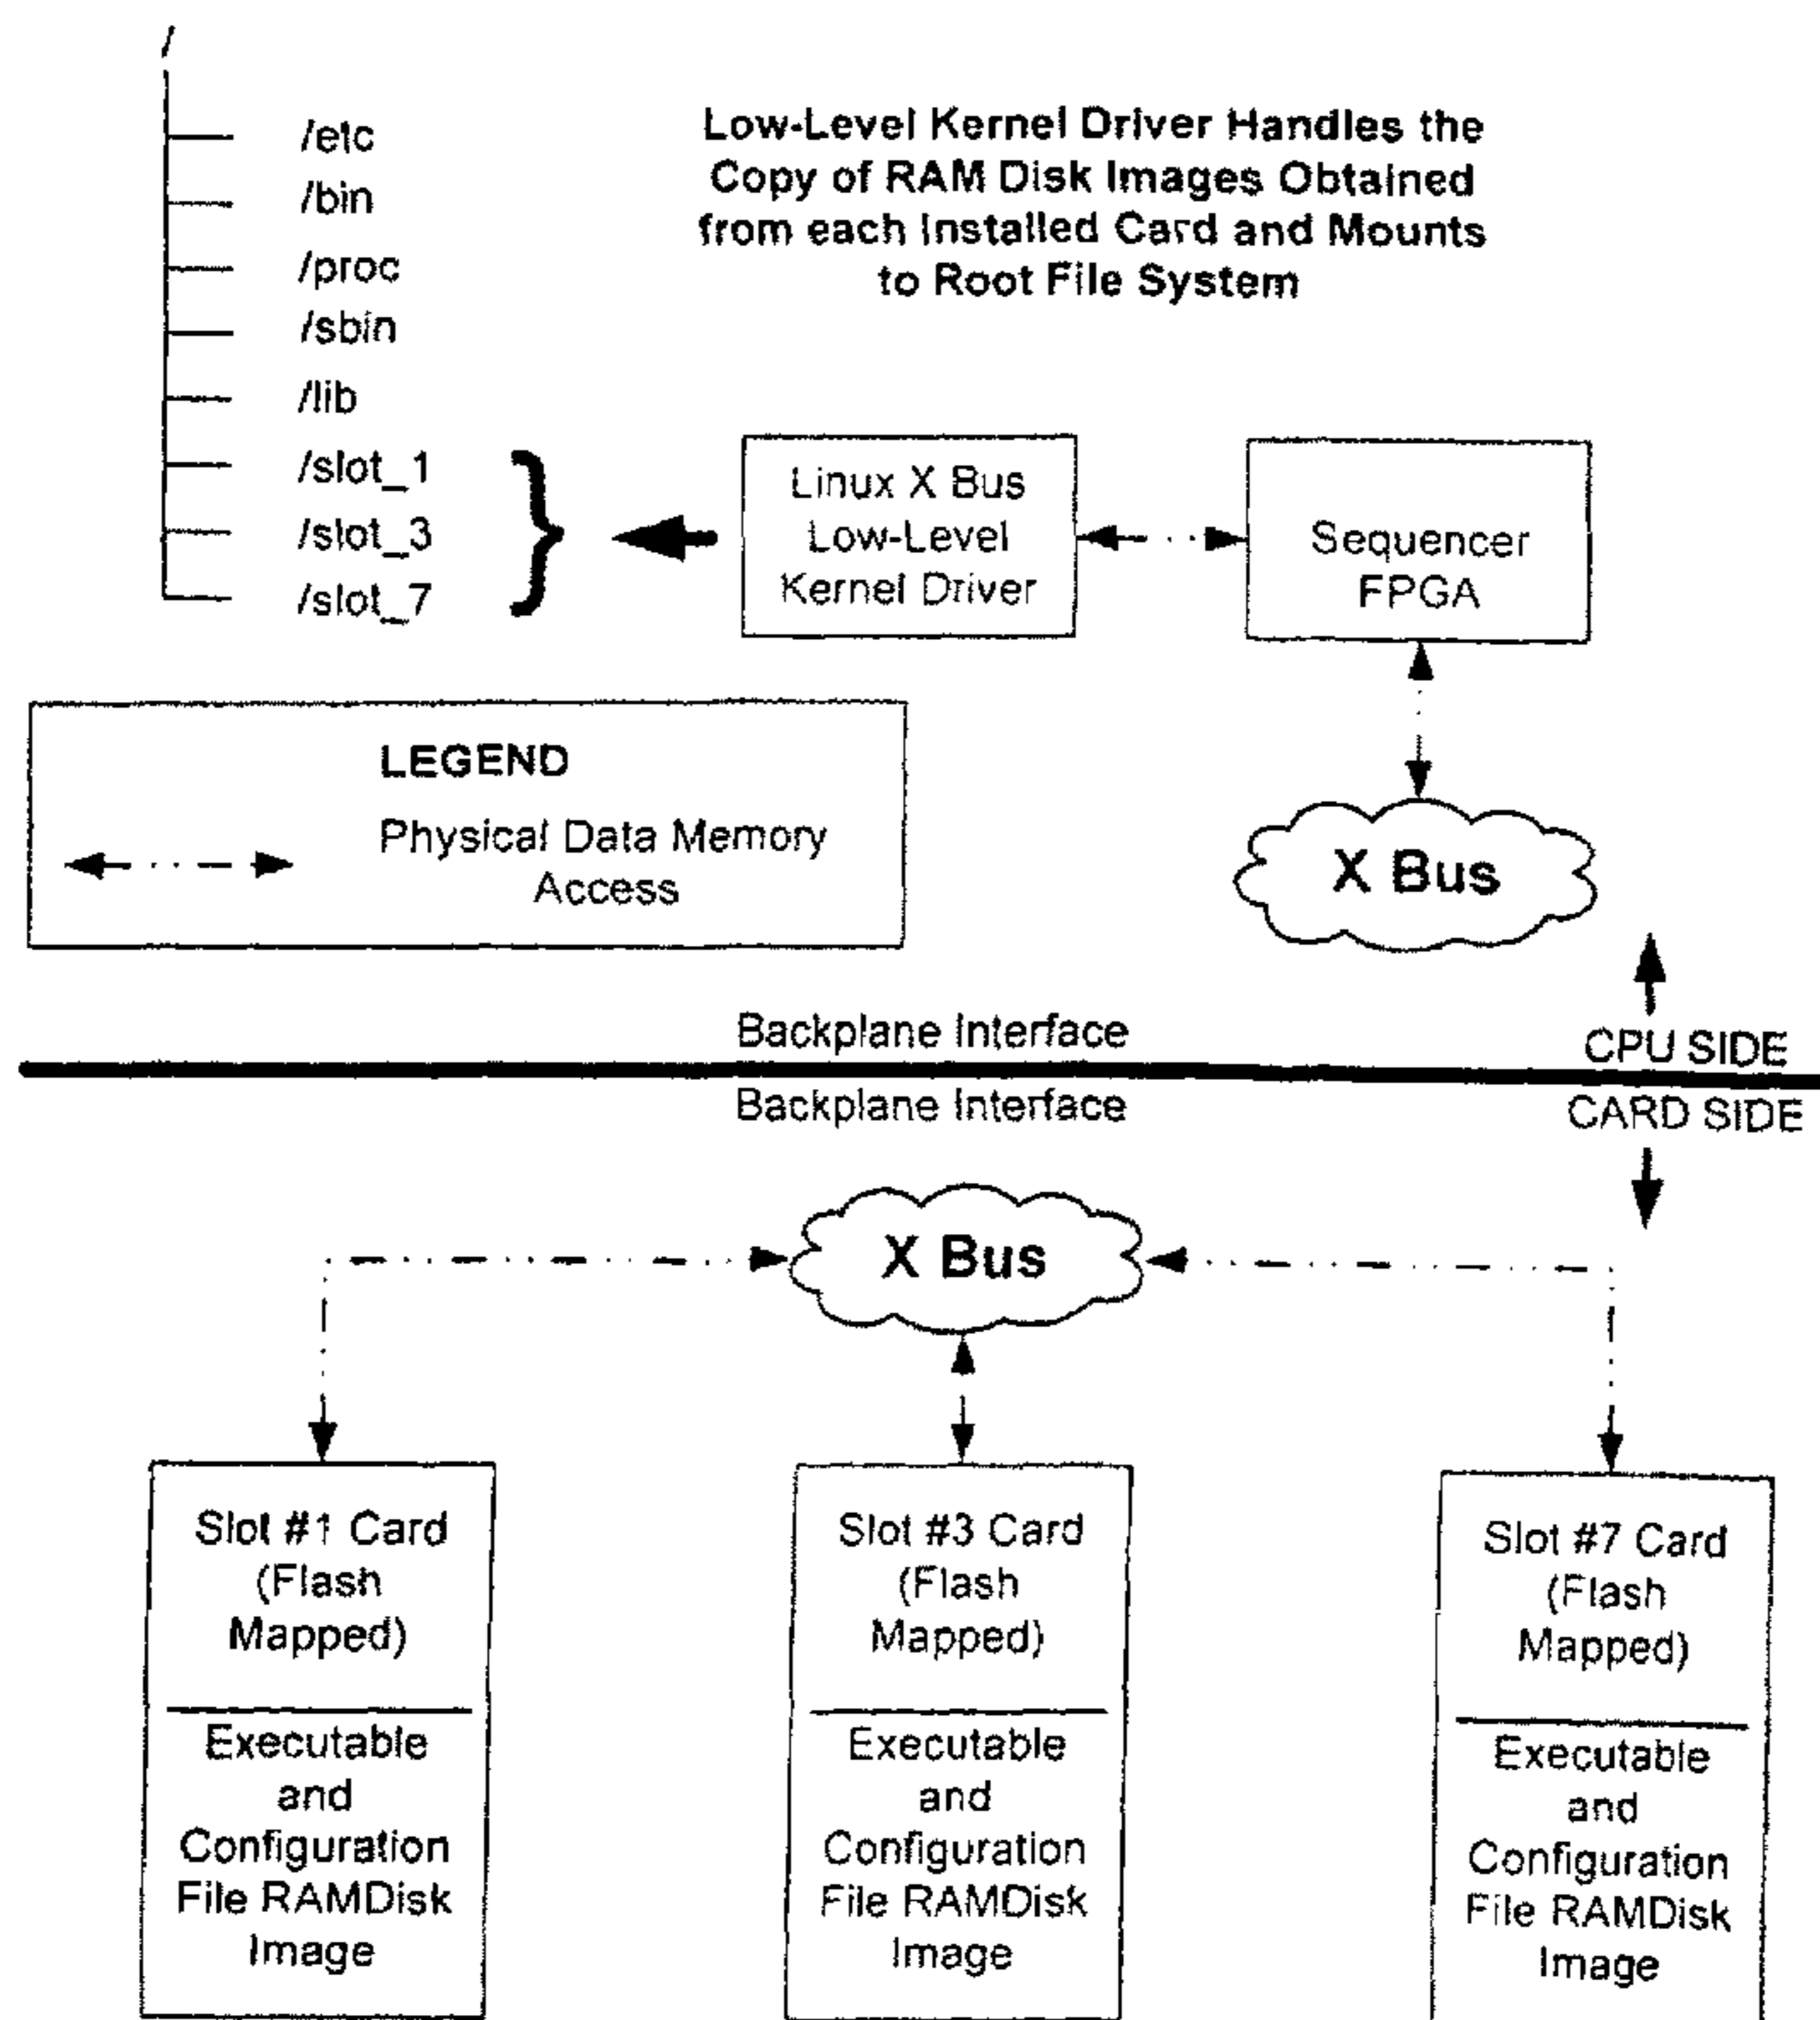 /
/etc
/bin
/proc
/sbin
/lib
/slot_1
/slot_3
/slot_7
Low-Level Kernel Driver Handles the
Copy of RAM Disk Images Obtained
from each Installed Card and Mounts
to Root File System
Linux X Bus
Low-Level
Kernel Driver
Sequencer
FPGA
LEGEND
Physical Data Memory
Access
X Bus
Backplane Interface
CPU SIDE
Backplane Interface
CARD SIDE
X Bus
Slot #1 Card
(Flash
Mapped)
Executable
and
Configuration
File RAMDisk
Image
Slot #3 Card
(Flash
Mapped)
Executable
and
Configuration
File RAMDisk
Image
Slot #7 Card
(Flash
Mapped)
Executable
and
Configuration
File RAMDisk
Image